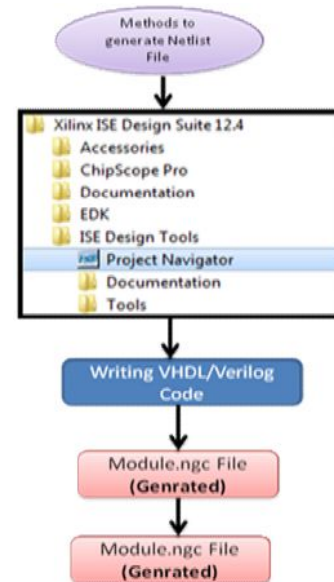 Methods to
generate Netlist
File
Xilinx ISE Design Suite 12.4
Accessories
ChipScope Pro
Documentation
EDK
ISE Design Tools
Project Navigator
Documentation
Tools
Writing VHDL/Verilog
Code
Module.ngc File
(Genrated)
Module.ngc File
(Genrated)